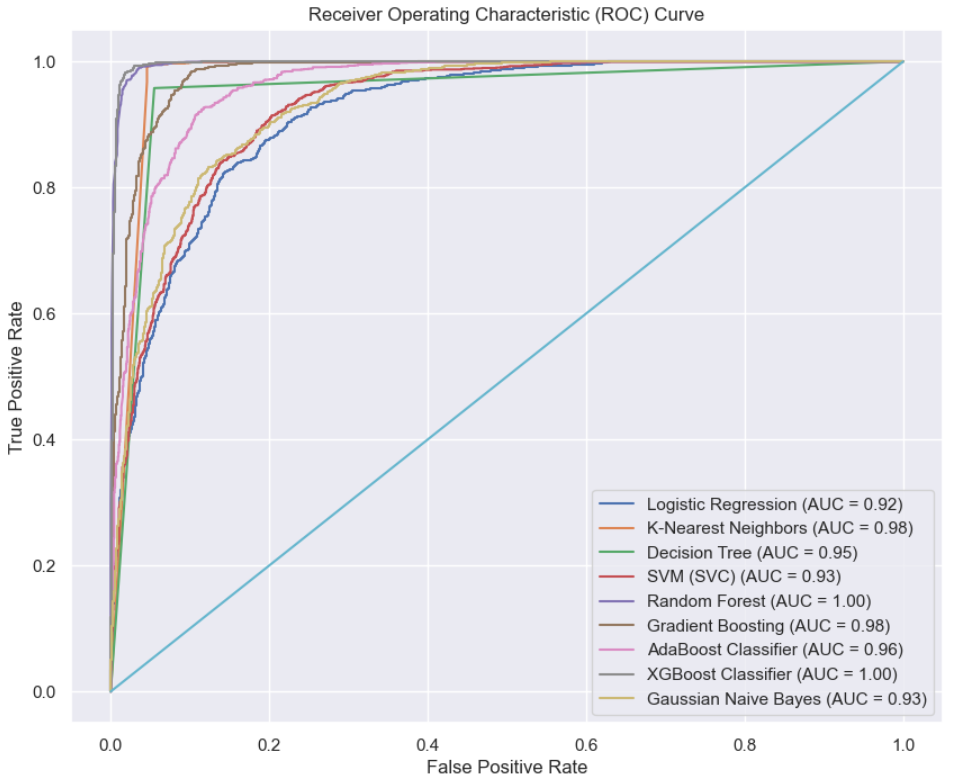 Receiver Operating Characteristic (ROC) Curve
True Positive Rate
1.0
0.8
0.6
0.4
0.2
0.0
Logistic Regression (AUC = 0.92)
K-Nearest Neighbors (AUC = 0.98)
Decision Tree (AUC = 0.95)
SVM (SVC) (AUC = 0.93)
Random Forest (AUC = 1.00)
Gradient Boosting (AUC = 0.98)
AdaBoost Classifier (AUC = 0.96)
XGBoost Classifier (AUC = 1.00)
Gaussian Naive Bayes (AUC = 0.93)
0.0 0.2 0.4 0.6 0.8 1.0
False Positive Rate